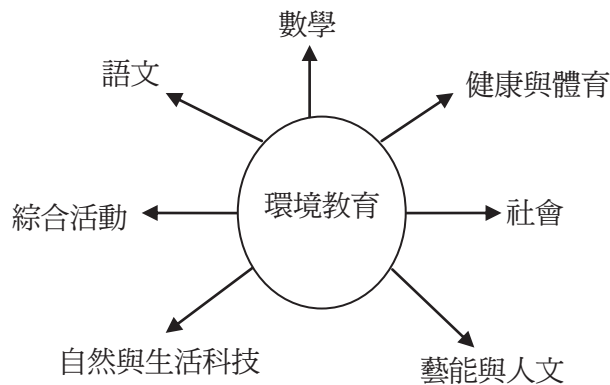 數學
語文
健康與體育
環境教育
綜合活動
社會
自然與生活科技
藝能與人文